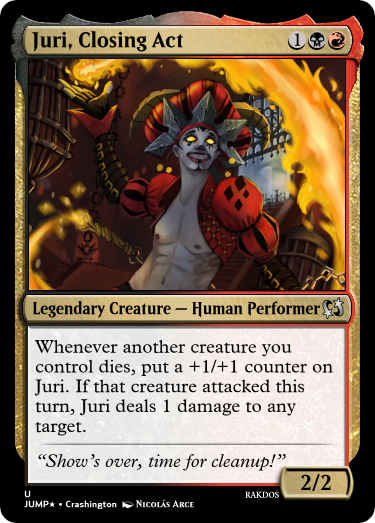 Juri, Closing Act 1
Legendary Creature — Human Performer
Whenever another creature you
control dies, put a +1/+1 counter on
Juri. If that creature attacked this
turn, Juri deals 1 damage to any
target.
“Show’s over, time for cleanup!”
2/2
U RAKDOS
JUMP★ • Crashington Nicolás Arce